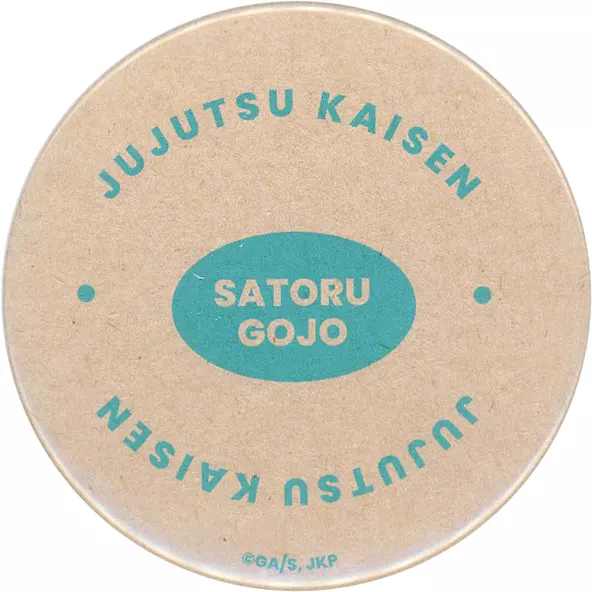 JUJUTSU KAISEN
SATORU
GOJO
JUJUTSU KAISEN
©GA/S, JKP